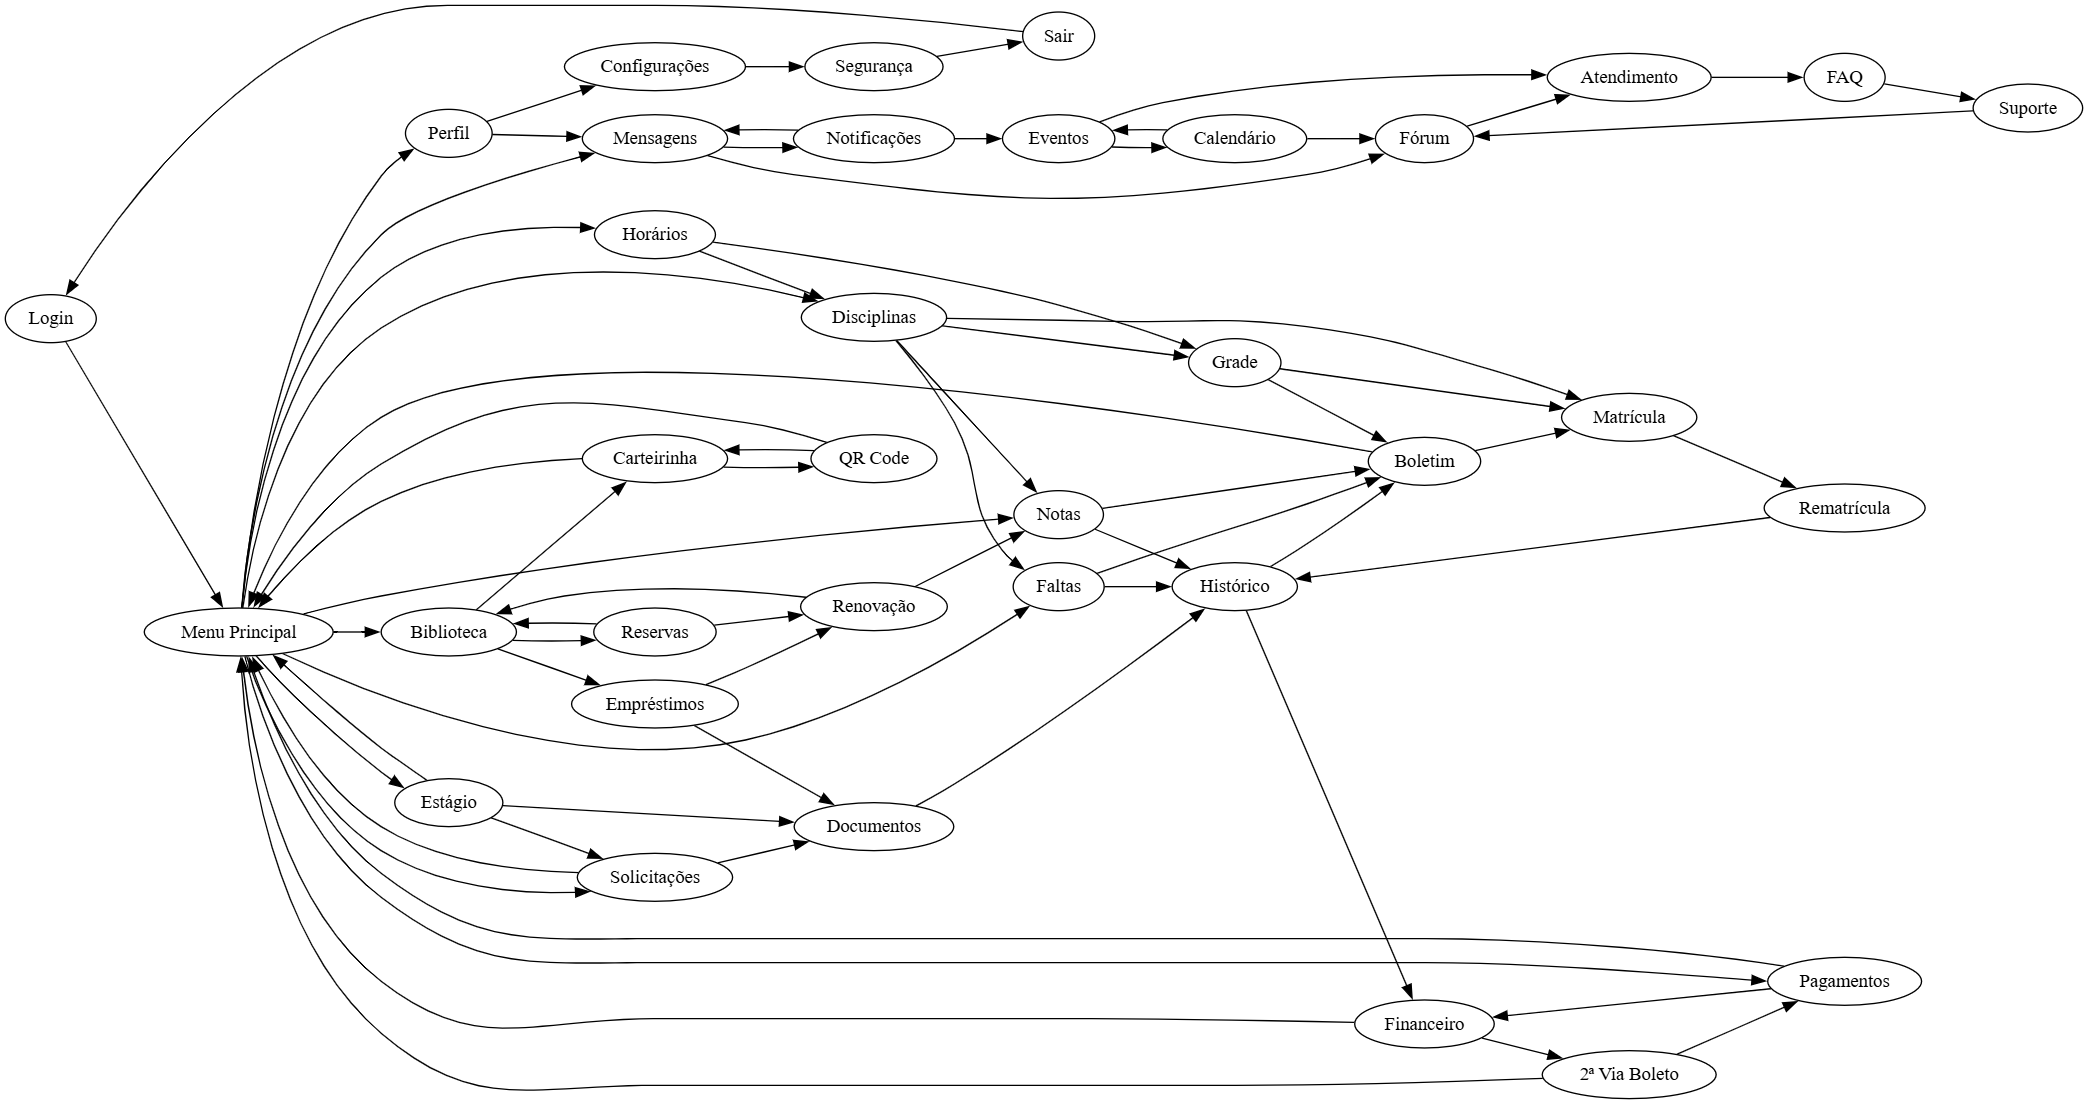 Sair
Configurações
Segurança
Atendimento
FAQ
Suporte
Perfil
Mensagens
Notificações
Eventos
Calendário
Fórum
Horários
Login
Disciplinas
Grade
Matrícula
Carteirinha
QR Code
Boletim
Notas
Rematrícula
Faltas
Histórico
Renovação
Menu Principal
Biblioteca
Reservas
Empréstimos
Estágio
Documentos
Solicitações
Pagamentos
Financeiro
2ª Via Boleto